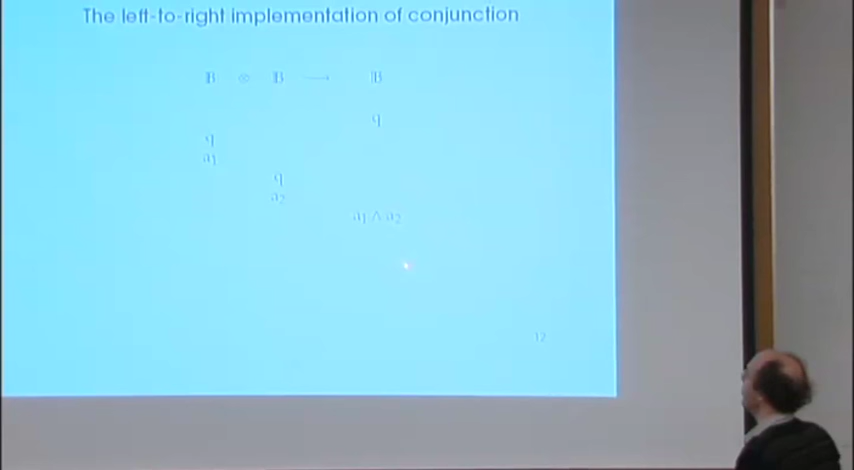 The left-to-right implementation of conjunction
𝔹 ⊗ 𝔹 ⟶ 𝔹
q
q
a₁
q
a₂
a₁ ∧ a₂
12